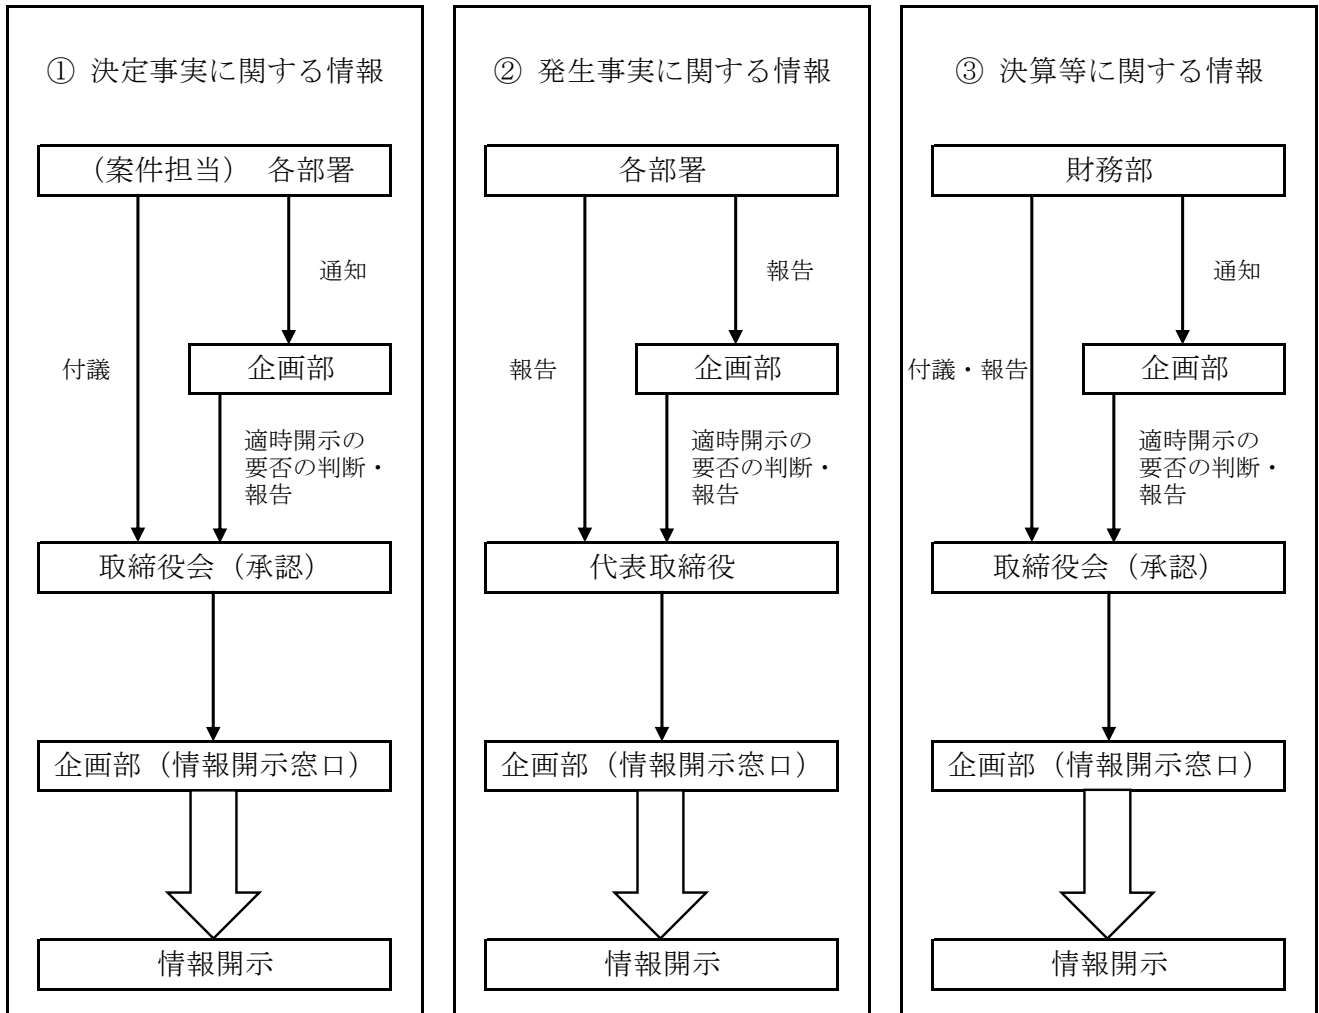 ① 決定事実に関する情報
（案件担当）　各部署
通知
企画部
付議
適時開示の
要否の判断・
報告
取締役会（承認）
企画部（情報開示窓口）
情報開示
② 発生事実に関する情報
各部署
報告
企画部
報告
適時開示の
要否の判断・
報告
代表取締役
企画部（情報開示窓口）
情報開示
③ 決算等に関する情報
財務部
通知
企画部
付議・報告
適時開示の
要否の判断・
報告
取締役会（承認）
企画部（情報開示窓口）
情報開示